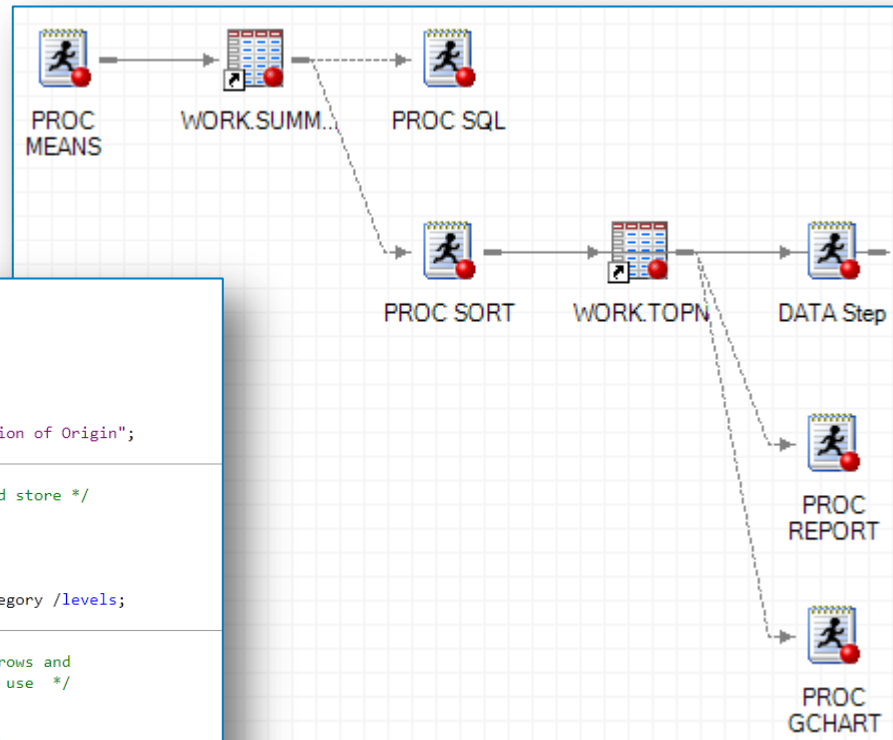 PROC
MEANS
WORK.SUMM...
PROC SQL
PROC SORT
WORK.TOPN
DATA Step
PROC
REPORT
PROC
GCHART
ion of Origin";
d store */
egory /levels;
rows and
use */